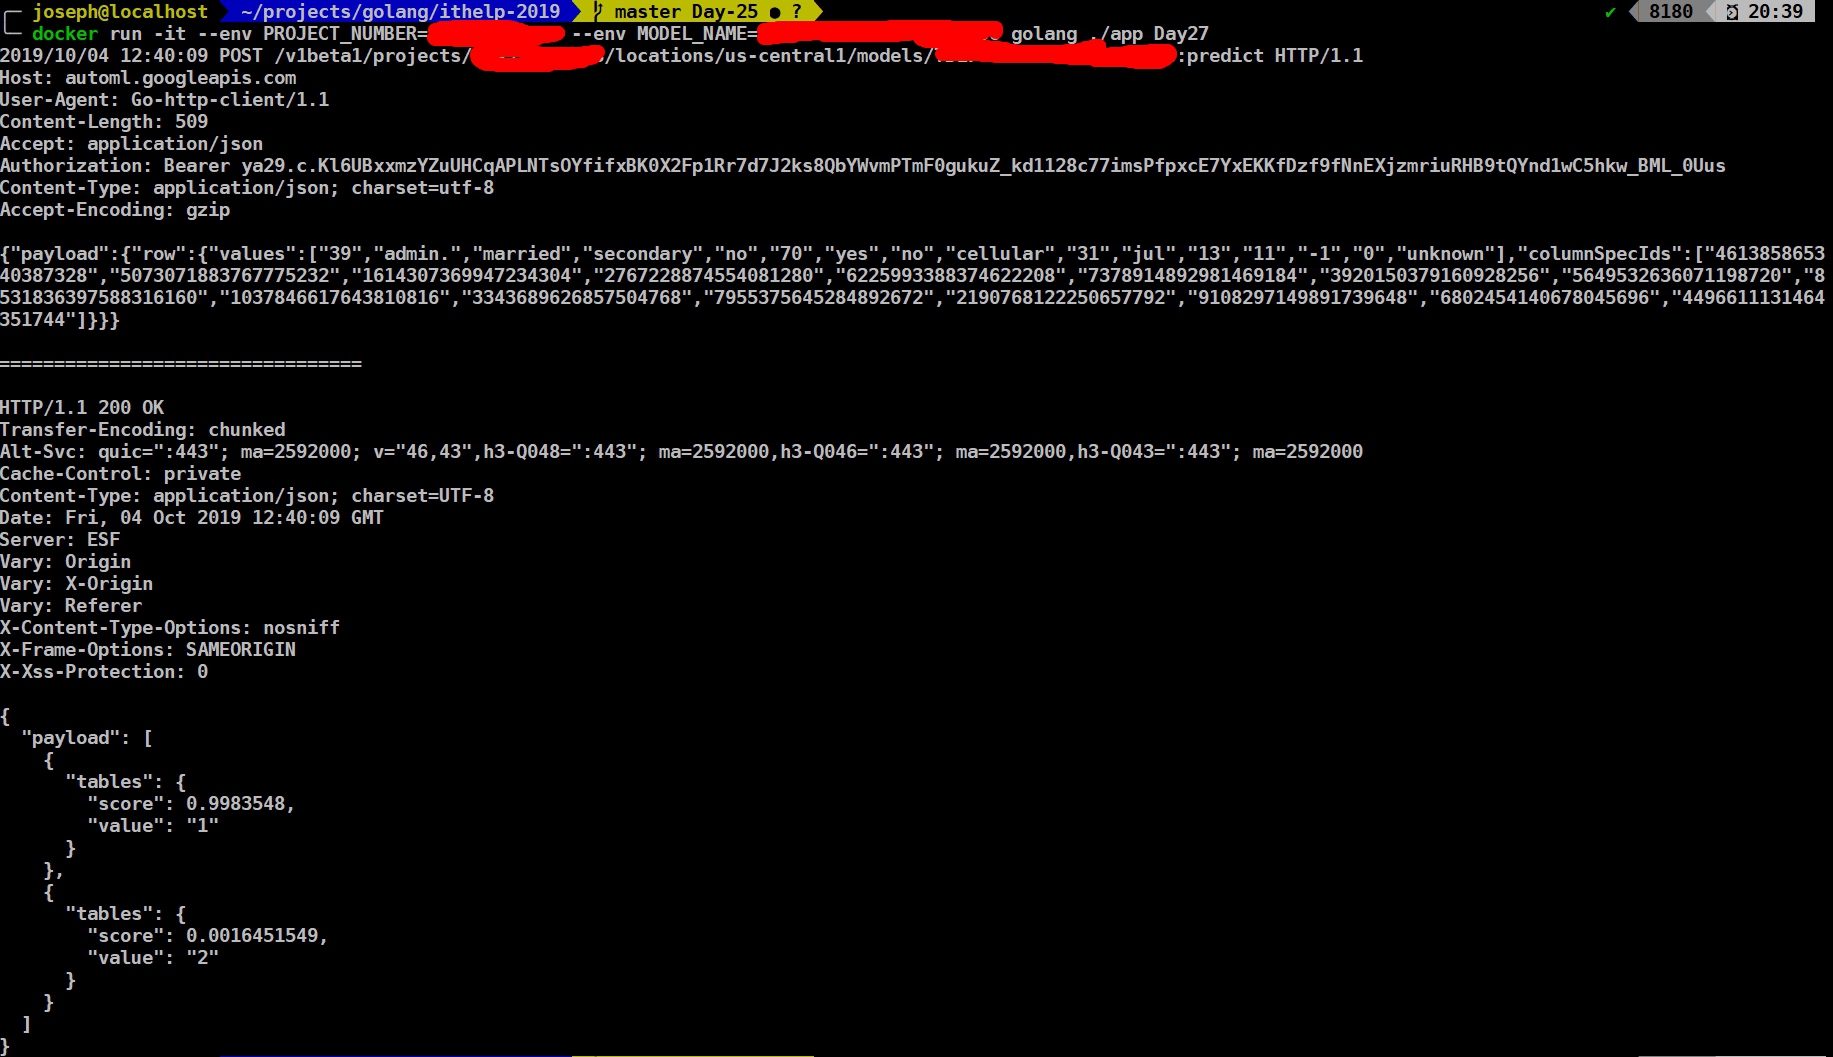 joseph@localhost ~/projects/golang/ithelp-2019 master Day-25 ● ? ✔ 8180 20:39
docker run -it --env PROJECT_NUMBER= --env MODEL_NAME= golang ./app Day27
2019/10/04 12:40:09 POST /v1beta1/projects/ /locations/us-central1/models/ :predict HTTP/1.1
Host: automl.googleapis.com
User-Agent: Go-http-client/1.1
Content-Length: 509
Accept: application/json
Authorization: Bearer ya29.c.Kl6UBxxmzYZuUHCqAPLNTsOYfifxBK0X2Fp1Rr7d7J2ks8QbYWvmPTmF0gukuZ_kd1128c77imsPfpxcE7YxEKKfDzf9fNnEXjzmriuRHB9tQYnd1wC5hkw_BML_0Uus
Content-Type: application/json; charset=utf-8
Accept-Encoding: gzip
{"payload":{"row":{"values":["39","admin.","married","secondary","no","70","yes","no","cellular","31","jul","13","11","-1","0","unknown"],"columnSpecIds":["4613858653
40387328","5073071883767775232","1614307369947234304","2767228874554081280","6225993388374622208","7378914892981469184","3920150379160928256","5649532636071198720","8
531836397588316160","1037846617643810816","3343689626857504768","7955375645284892672","2190768122250657792","9108297149891739648","6802454140678045696","4496611131464
351744"]}}}
=================================
HTTP/1.1 200 OK
Transfer-Encoding: chunked
Alt-Svc: quic=":443"; ma=2592000; v="46,43",h3-Q048=":443"; ma=2592000,h3-Q046=":443"; ma=2592000,h3-Q043=":443"; ma=2592000
Cache-Control: private
Content-Type: application/json; charset=UTF-8
Date: Fri, 04 Oct 2019 12:40:09 GMT
Server: ESF
Vary: Origin
Vary: X-Origin
Vary: Referer
X-Content-Type-Options: nosniff
X-Frame-Options: SAMEORIGIN
X-Xss-Protection: 0
{
"payload": [
{
"tables": {
"score": 0.9983548,
"value": "1"
}
},
{
"tables": {
"score": 0.0016451549,
"value": "2"
}
}
]
}